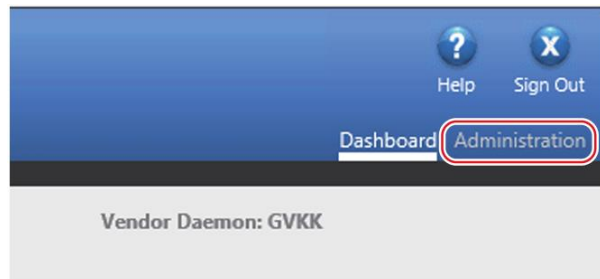 ?
X
Help Sign Out
Dashboard Administration
Vendor Daemon: GVKK